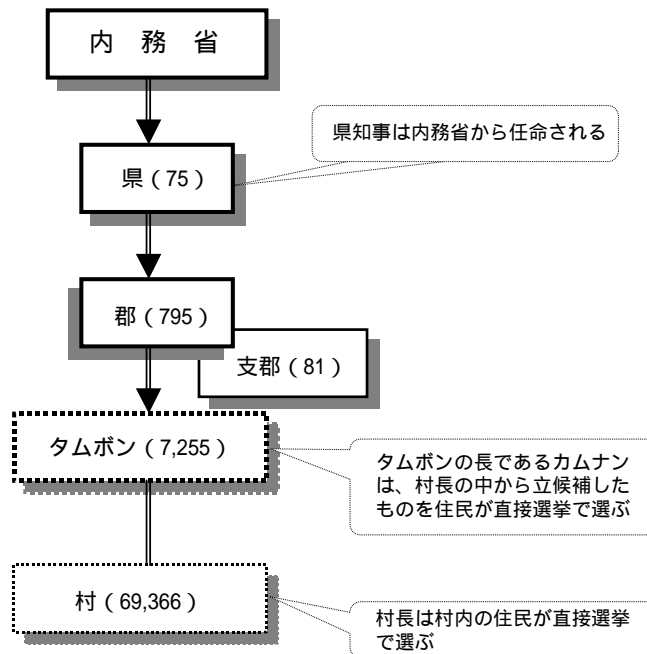 内　務　省
県知事は内務省から任命される
県（75）
郡（795）
支郡（81）
タムボン（7,255）
タムボンの長であるカムナン
は、村長の中から立候補した
ものを住民が直接選挙で選ぶ
村（69,366）
村長は村内の住民が直接選挙
で選ぶ